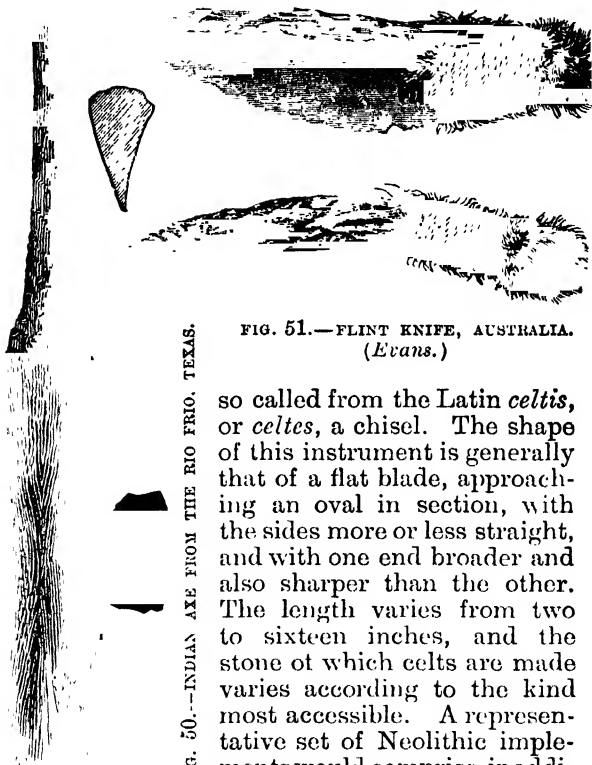 FIG. 51.—FLINT KNIFE, AUSTRALIA.
(Evans.)
50.—INDIAN AXE FROM THE RIO FRIO, TEXAS.
so called from the Latin celtis,
or celtes, a chisel. The shape
of this instrument is generally
that of a flat blade, approach-
ing an oval in section, with
the sides more or less straight,
and with one end broader and
also sharper than the other.
The length varies from two
to sixteen inches, and the
stone of which celts are made
varies according to the kind
most accessible. A represen-
tative set of Neolithic imple-